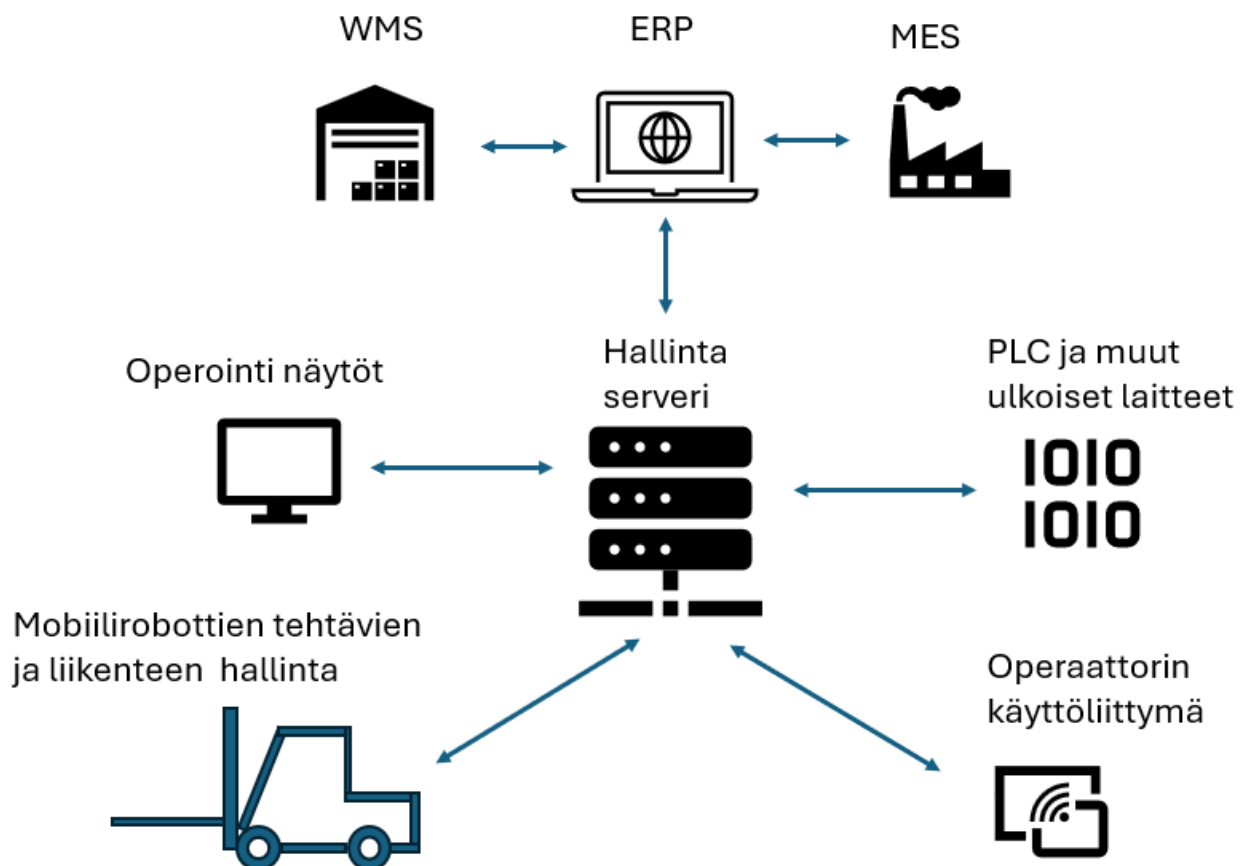 WMS
ERP
MES
Operointi näytöt
Hallinta
serveri
PLC ja muut
ulkoiset laitteet
IOIO
IOIO
Mobiilirobottien tehtävien
ja liikenteen  hallinta
Operaattorin
käyttöliittymä